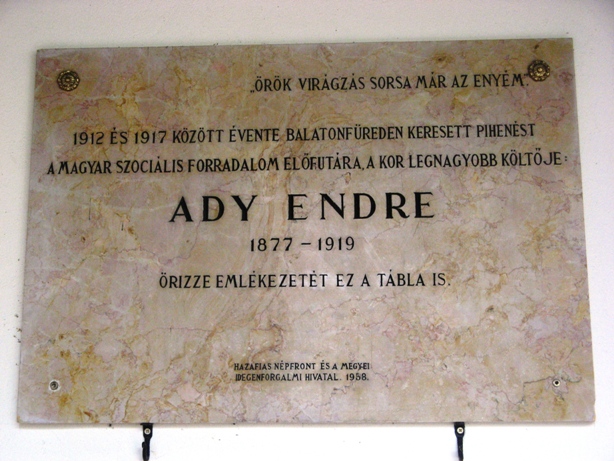 „ÖRÖK VIRÁGZÁS SORSA MÁR AZ ENYÉM”.
1912 ÉS 1917 KÖZÖTT ÉVENTE BALATONFÜREDEN KERESETT PIHENÉST
A MAGYAR SZOCIÁLIS FORRADALOM ELŐFUTÁRA, A KOR LEGNAGYOBB KÖLTŐJE:
ADY ENDRE
1877 – 1919
ŐRIZZE EMLÉKEZETÉT EZ A TÁBLA IS.
HAZAFIAS NÉPFRONT ÉS A MEGYEI
IDEGENFORGALMI HIVATAL. 1958.